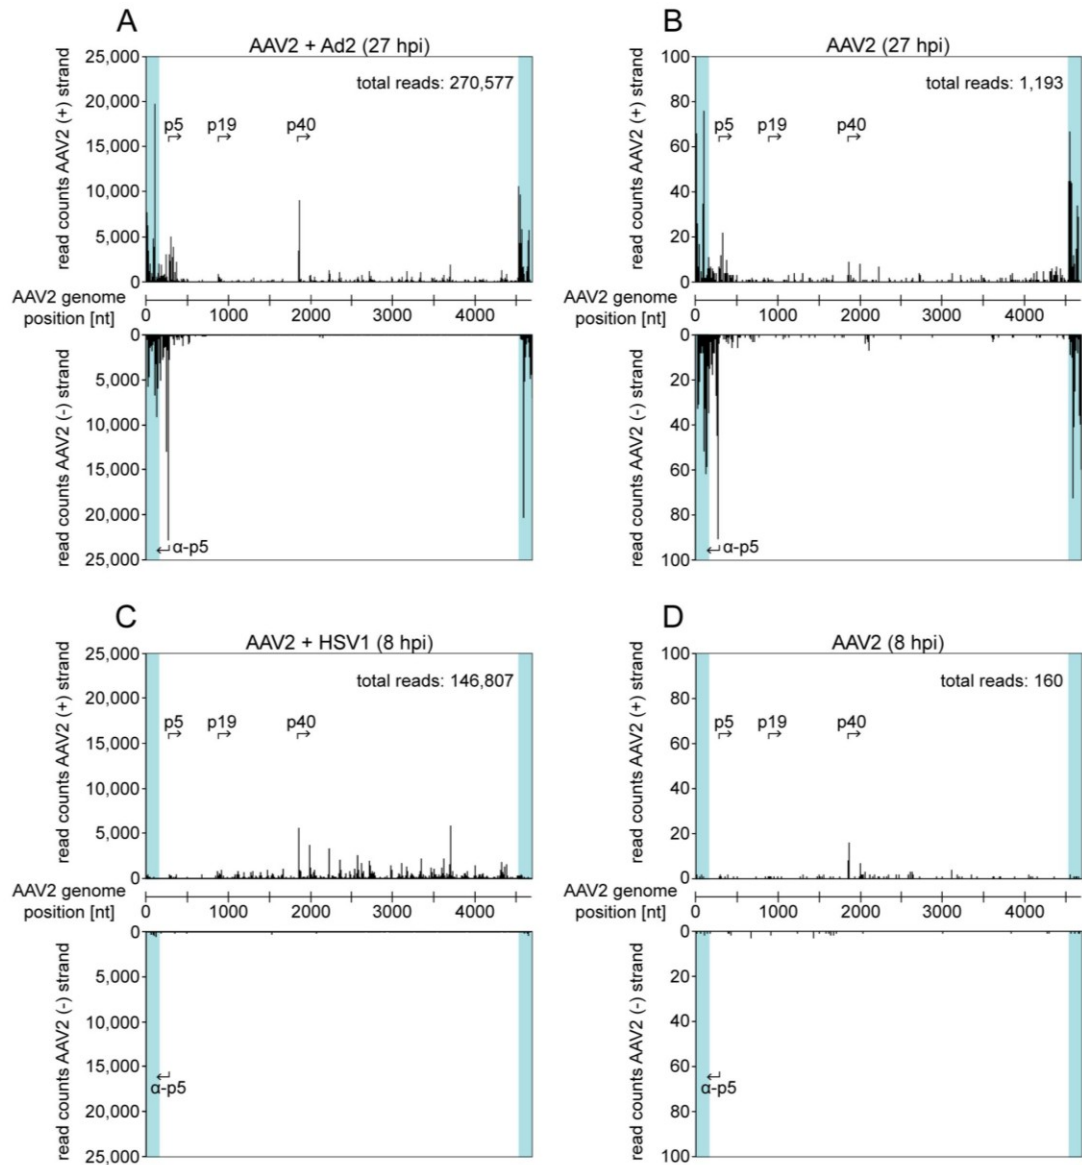 A
AAV2 + Ad2 (27 hpi)
total reads: 270,577
read counts AAV2 (+) strand
25,000
20,000
15,000
10,000
5,000
0
p5 p19 p40
AAV2 genome position [nt]
0 1000 2000 3000 4000
read counts AAV2 (-) strand
0
5,000
10,000
15,000
20,000
25,000
α-p5
B
AAV2 (27 hpi)
total reads: 1,193
read counts AAV2 (+) strand
100
80
60
40
20
0
p5 p19 p40
AAV2 genome position [nt]
0 1000 2000 3000 4000
read counts AAV2 (-) strand
0
20
40
60
80
100
α-p5
C
AAV2 + HSV1 (8 hpi)
total reads: 146,807
read counts AAV2 (+) strand
25,000
20,000
15,000
10,000
5,000
0
p5 p19 p40
AAV2 genome position [nt]
0 1000 2000 3000 4000
read counts AAV2 (-) strand
0
5,000
10,000
15,000
20,000
25,000
α-p5
D
AAV2 (8 hpi)
total reads: 160
read counts AAV2 (+) strand
100
80
60
40
20
0
p5 p19 p40
AAV2 genome position [nt]
0 1000 2000 3000 4000
read counts AAV2 (-) strand
0
20
40
60
80
100
α-p5